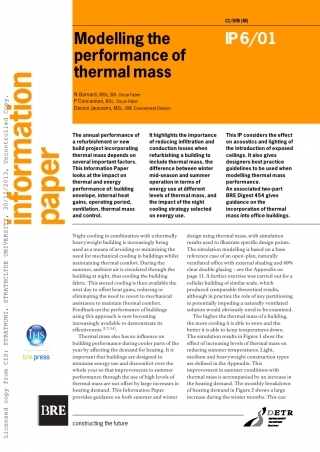 CI/SfB (M)
Modelling the
performance of
thermal mass
IP 6/01
N Barnard, MSc, BA Oscar Faber
P Concannon, BSc, Oscar Faber
Denice Jaunzens, MSc, BRE Environment Division
information
paper
Licensed copy from CIS: STRATHUNI, STRATHCLYDE UNIVERSITY, 30/12/2013, Uncontrolled Copy.
The annual performance of
a refurbishment or new
build project incorporating
thermal mass depends on
several important factors.
This Information Paper
looks at the impact on
thermal and energy
performance of: building
envelope, internal heat
gains, operating period,
ventilation, thermal mass
and control.
It highlights the importance
of reducing infiltration and
conduction losses when
refurbishing a building to
include thermal mass, the
difference between winter
mid-season and summer
operation in terms of
energy use at different
levels of thermal mass, and
the impact of the night
cooling strategy selected
on energy use.
This IP considers the effect
on acoustics and lighting of
the introduction of exposed
ceilings. It also gives
designers best practice
guidelines to be used when
modelling thermal mass
performance.
An associated two-part
BRE Digest 454 gives
guidance on the
incorporation of thermal
mass into office buildings.
Night cooling in combination with a thermally
heavyweight building is increasingly being
used as a means of avoiding or minimising the
need for mechanical cooling in buildings whilst
maintaining thermal comfort. During the
summer, ambient air is circulated through the
building at night, thus cooling the building
fabric. This stored cooling is then available the
next day to offset heat gains, reducing or
eliminating the need to resort to mechanical
assistance to maintain thermal comfort.
Feedback on the performance of buildings
using this approach is now becoming
increasingly available to demonstrate its
effectiveness
Thermal mass also has an influence on
building performance during cooler parts of the
year by affecting the demand for heating. It is
important that buildings are designed to
minimise energy use and discomfort over the
whole year so that improvements in summer
performance through the use of high levels of
thermal mass are not offset by large increases in
heating demand. This Information Paper
provides guidance on both summer and winter
design using thermal mass, with simulation
results used to illustrate specific design points.
The simulation modelling is based on a base
reference case of an open-plan, naturally
ventilated office with external shading and 40%
clear double glazing – see the Appendix on
page 11. A further exercise was carried out for a
cellular building of similar scale, which
produced comparable thermal results,
although in practice the role of any partitioning
in potentially impeding a naturally ventilated
solution would obviously need to be examined.
The higher the thermal mass of a building,
the more cooling it is able to store and the
better it is able to keep temperatures down.
The simulation results in Figure 1 show the
effect of increasing levels of thermal mass on
reducing summer temperatures. Light,
medium and heavyweight construction types
are defined in the Appendix. This
improvement in summer conditions with
thermal mass is accompanied by an increase in
the heating demand. The monthly breakdown
of heating demand in Figure 2 shows a large
increase during the winter months. This can
IHS
bre press
BRE
constructing the future
DETR